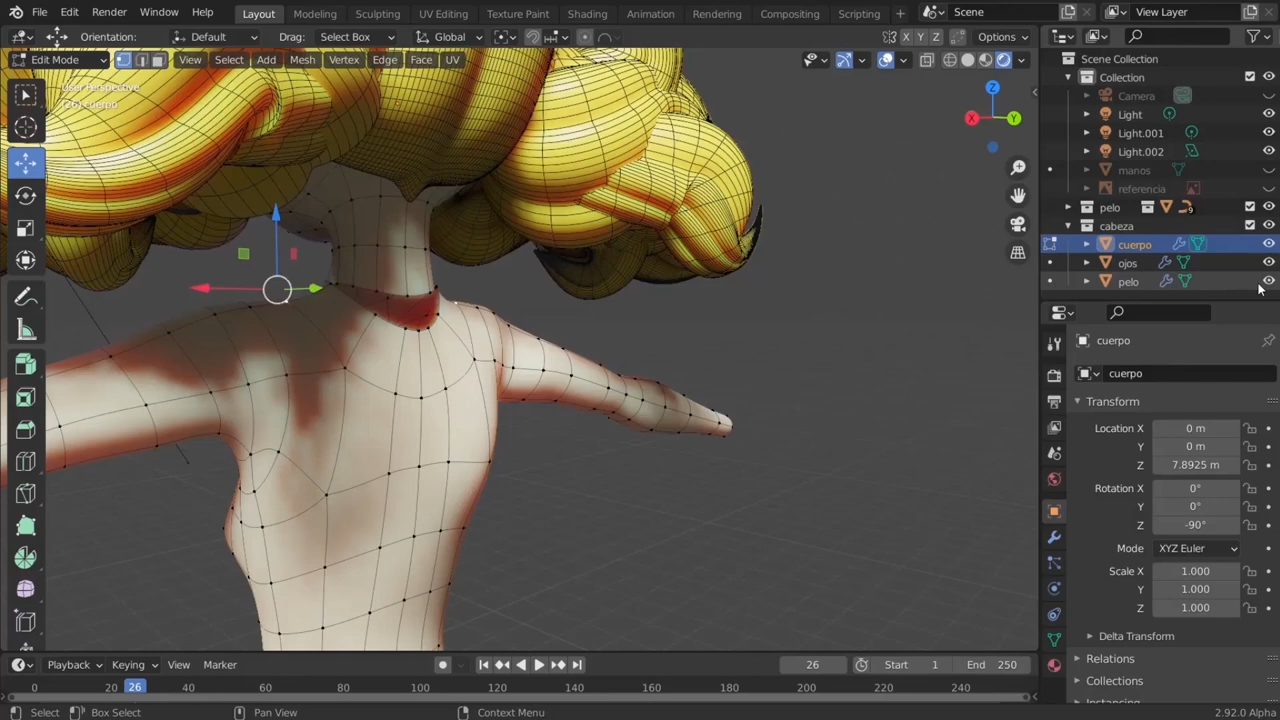 File Edit Render Window Help Layout Modeling Sculpting UV Editing Texture Paint Shading Animation Rendering Compositing Scripting + Scene View Layer
Orientation: Default Drag: Select Box Global X Y Z Options
Edit Mode View Select Add Mesh Vertex Edge Face UV
User Perspective
(26) cuerpo
Z
X Y
Scene Collection
Collection
Camera
Light
Light.001
Light.002
manos
referencia
pelo 9
cabeza
cuerpo
ojos
pelo
cuerpo
cuerpo
Transform
Location X 0 m
Y 0 m
Z 7.8925 m
Rotation X 0°
Y 0°
Z -90°
Mode XYZ Euler
Scale X 1.000
Y 1.000
Z 1.000
Delta Transform
Relations
Collections
Playback Keying View Marker 26 Start 1 End 250
0 20 26 40 60 80 100 120 140 160 180 200 220 240
Select Box Select Pan View Context Menu 2.92.0 Alpha